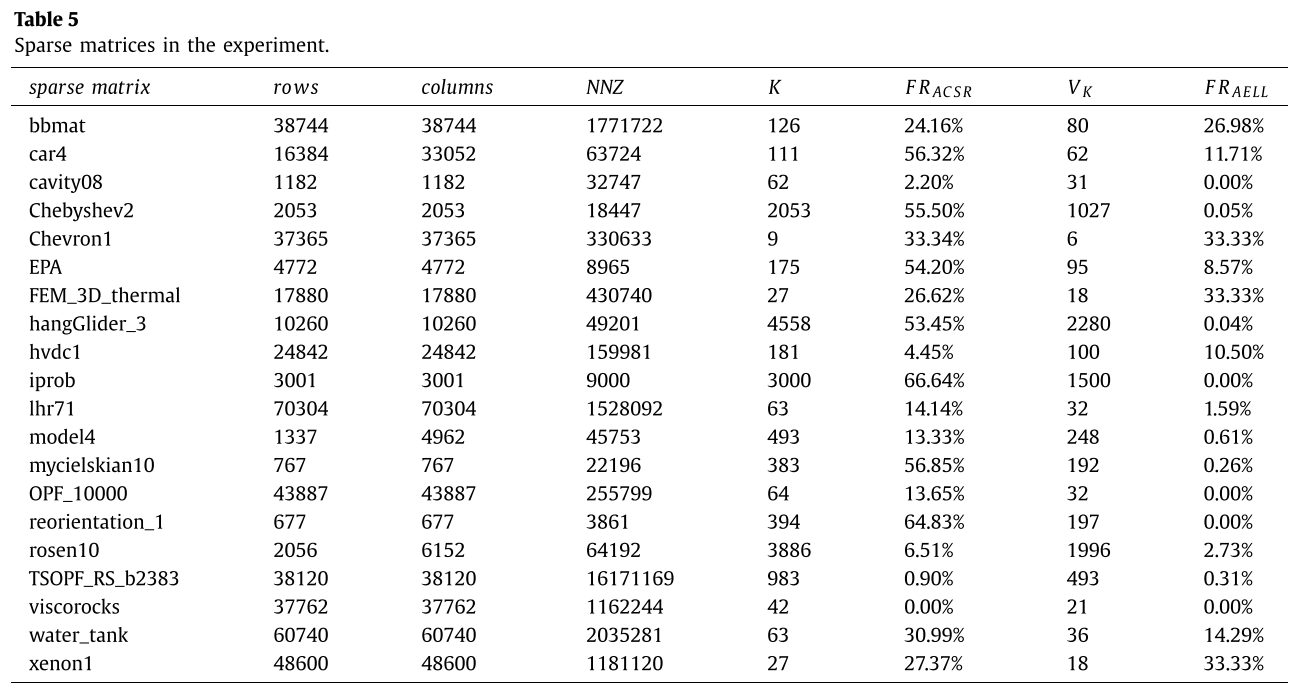 Table 5
Sparse matrices in the experiment.
sparse matrix rows columns NNZ K FR_ACSR V_K FR_AELL
bbmat 38744 38744 1771722 126 24.16% 80 26.98%
car4 16384 33052 63724 111 56.32% 62 11.71%
cavity08 1182 1182 32747 62 2.20% 31 0.00%
Chebyshev2 2053 2053 18447 2053 55.50% 1027 0.05%
Chevron1 37365 37365 330633 9 33.34% 6 33.33%
EPA 4772 4772 8965 175 54.20% 95 8.57%
FEM_3D_thermal 17880 17880 430740 27 26.62% 18 33.33%
hangGlider_3 10260 10260 49201 4558 53.45% 2280 0.04%
hvdc1 24842 24842 159981 181 4.45% 100 10.50%
iprob 3001 3001 9000 3000 66.64% 1500 0.00%
lhr71 70304 70304 1528092 63 14.14% 32 1.59%
model4 1337 4962 45753 493 13.33% 248 0.61%
mycielskian10 767 767 22196 383 56.85% 192 0.26%
OPF_10000 43887 43887 255799 64 13.65% 32 0.00%
reorientation_1 677 677 3861 394 64.83% 197 0.00%
rosen10 2056 6152 64192 3886 6.51% 1996 2.73%
TSOPF_RS_b2383 38120 38120 16171169 983 0.90% 493 0.31%
viscorocks 37762 37762 1162244 42 0.00% 21 0.00%
water_tank 60740 60740 2035281 63 30.99% 36 14.29%
xenon1 48600 48600 1181120 27 27.37% 18 33.33%